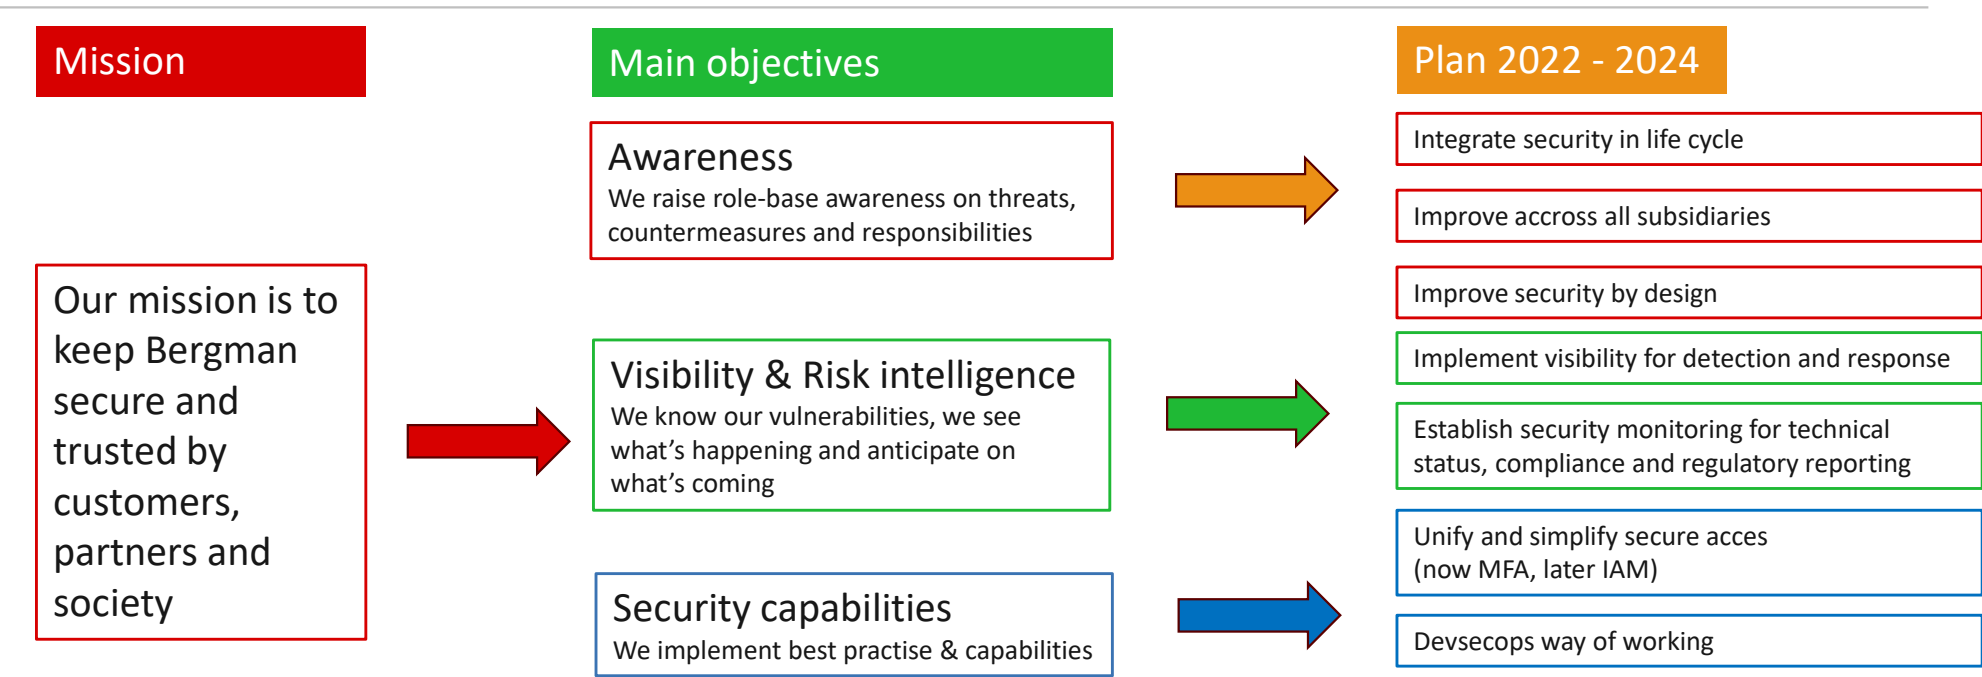 Mission
Our mission is to
keep Bergman
secure and
trusted by
customers,
partners and
society
Main objectives
Awareness
We raise role-base awareness on threats,
countermeasures and responsibilities
Visibility & Risk intelligence
We know our vulnerabilities, we see
what's happening and anticipate on
what's coming
Security capabilities
We implement best practise & capabilities
Plan 2022 - 2024
Integrate security in life cycle
Improve accross all subsidiaries
Improve security by design
Implement visibility for detection and response
Establish security monitoring for technical
status, compliance and regulatory reporting
Unify and simplify secure acces
(now MFA, later IAM)
Devsecops way of working